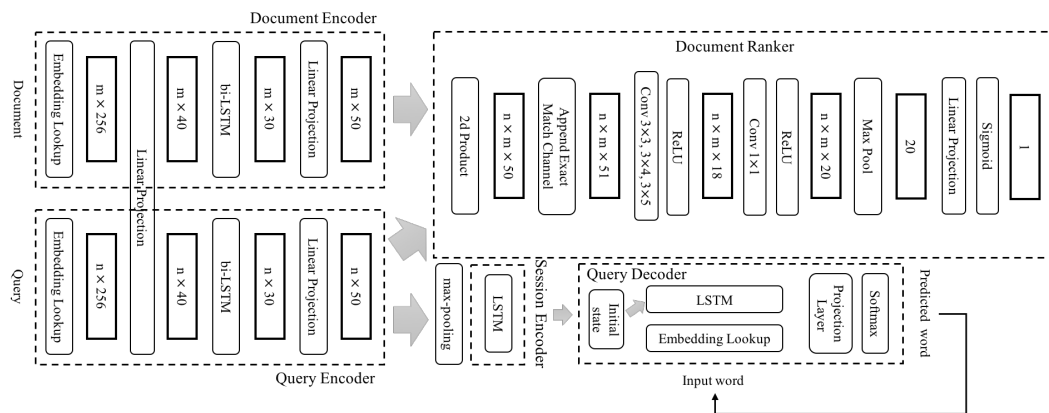 Document Encoder
Document
Embedding Lookup
m × 256
Linear Projection
m × 40
bi-LSTM
m × 30
Linear Projection
m × 50
Document Ranker
2d Product
n × m × 50
Append Exact
Match Channel
n × m × 51
Conv 3×3, 3×4, 3×5
ReLU
n × m × 18
Conv 1×1
ReLU
n × m × 20
Max Pool
20
Linear Projection
Sigmoid
1
Query
Embedding Lookup
n × 256
n × 40
bi-LSTM
n × 30
Linear Projection
n × 50
Query Encoder
max-pooling
LSTM
Session Encoder
Query Decoder
Initial
state
LSTM
Embedding Lookup
Projection
Layer
Softmax
Predicted word
Input word